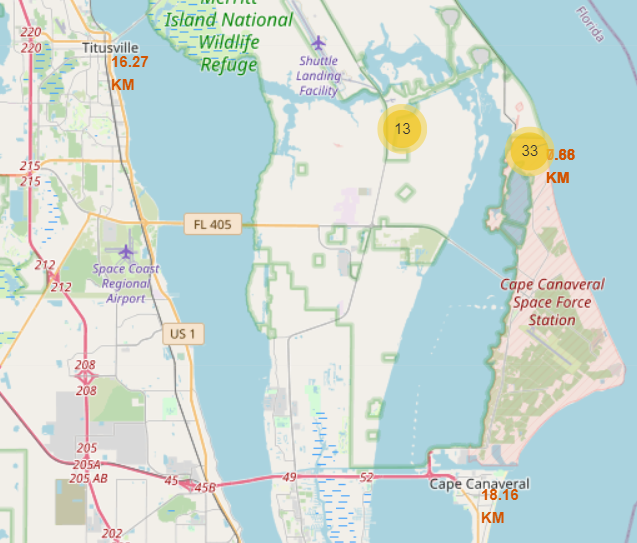 Merritt
Island National
Wildlife
Refuge
Florida
220
220
Titusville
16.27
KM
Shuttle
Landing
Facility
13
33
.66
KM
215
215
FL 405
212
212
Space Coast
Regional
Airport
Cape Canaveral
Space Force
Station
US 1
208
208
205
205A
205 AB
45
45B
49
52
Cape Canaveral
18.16
KM
202